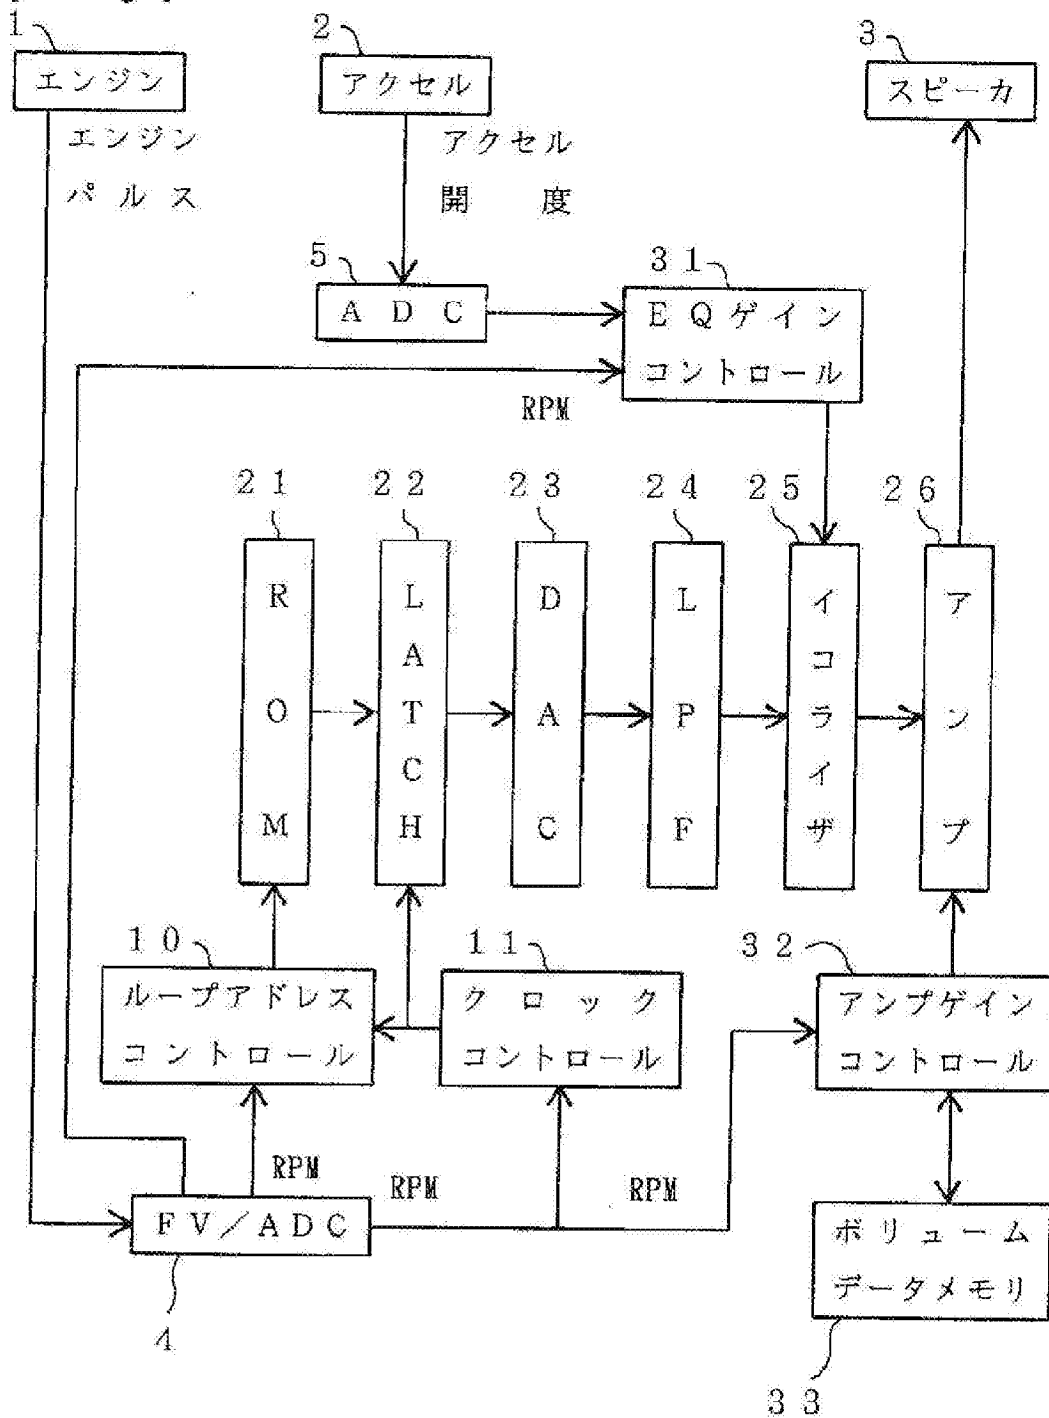 1
エンジン
エンジン
パルス
2
アクセル
アクセル
開度
3
スピーカ
5
ADC
31
EQゲイン
コントロール
RPM
21
ROM
22
LATCH
23
DAC
24
LPF
25
イコライザ
26
アンプ
10
ループアドレス
コントロール
11
クロック
コントロール
32
アンプゲイン
コントロール
RPM
RPM
RPM
FV/ADC
4
ボリューム
データメモリ
33